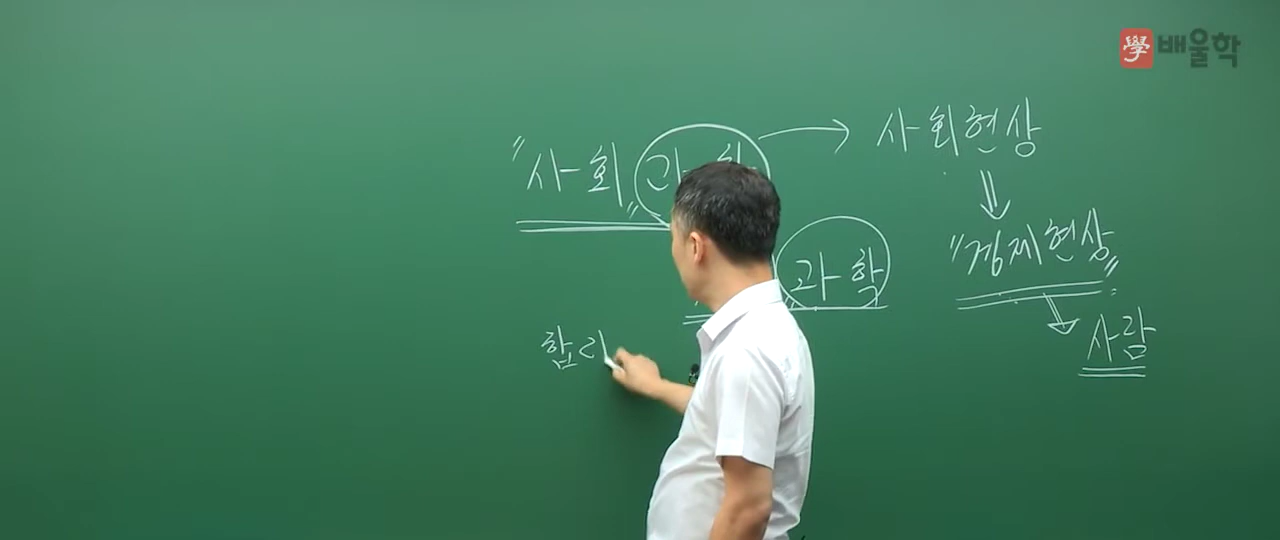 學 배울학
사회현상
"사회"
"경제현상"
과학
사람
합리